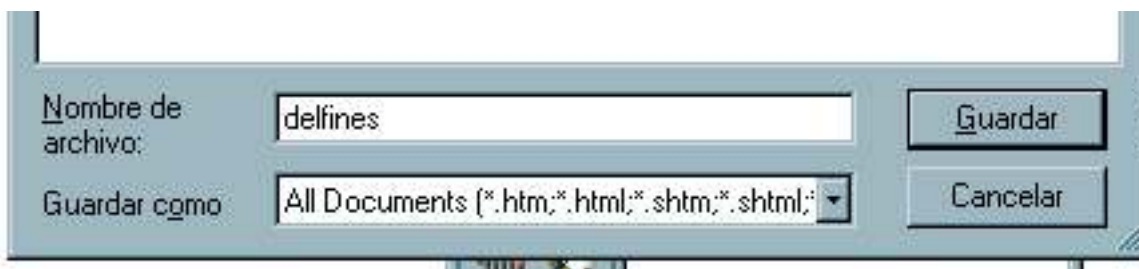 Nombre de
archivo:
delfines
Guardar
Guardar como
All Documents (*.htm;*.html;*.shtm;*.shtml;*
Cancelar